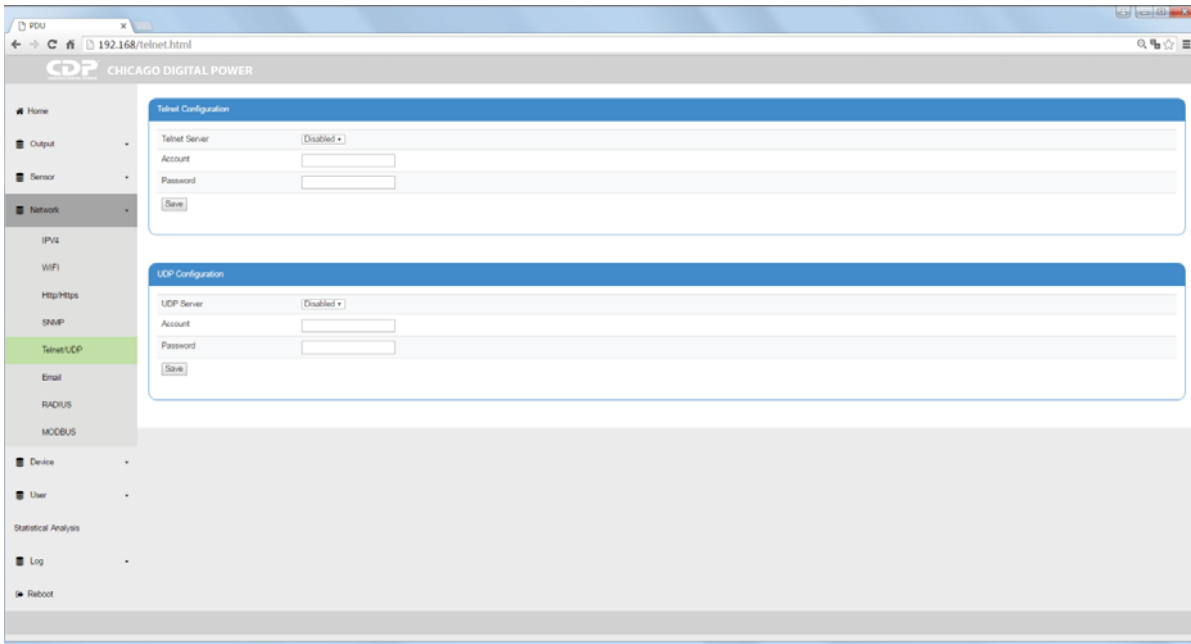 PDU
192.168/telnet.html
CDP CHICAGO DIGITAL POWER
Home
Output
Sensor
Network
IPV4
WIFI
Http/Https
SNMP
Telnet/UDP
Email
RADIUS
MODBUS
Device
User
Statistical Analysis
Log
Reboot
Telnet Configuration
Telnet Server Disabled
Account
Password
Save
UDP Configuration
UDP Server Disabled
Account
Password
Save